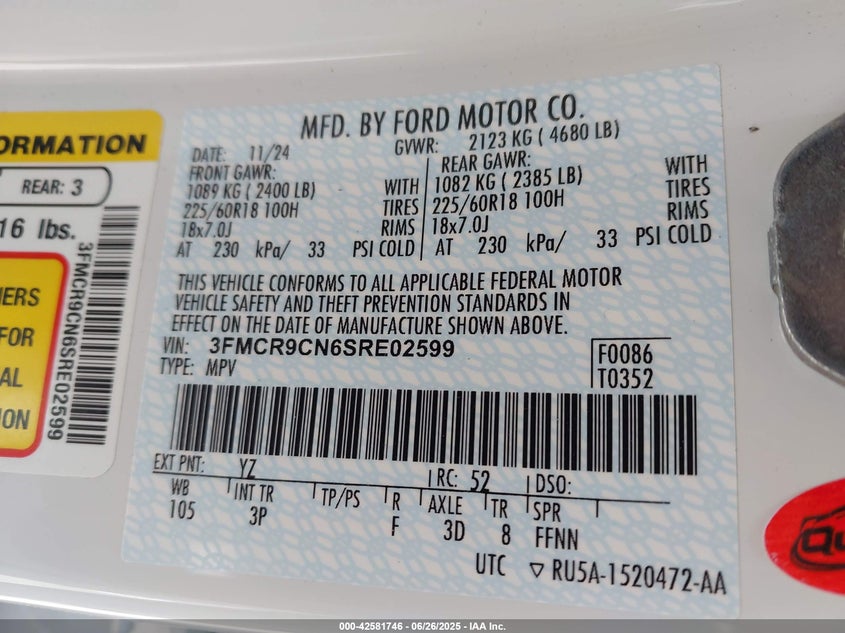 ORMATION
REAR: 3
16 lbs.
3FMCR9CN6SRE02599
NERS
FOR
AL
ION
MFD. BY FORD MOTOR CO.
DATE: 11/24 GVWR: 2123 KG ( 4680 LB)
FRONT GAWR: REAR GAWR:
1089 KG ( 2400 LB) WITH 1082 KG ( 2385 LB) WITH
225/60R18 100H TIRES 225/60R18 100H TIRES
18x7.0J RIMS 18x7.0J RIMS
AT 230 kPa/ 33 PSI COLD AT 230 kPa/ 33 PSI COLD
THIS VEHICLE CONFORMS TO ALL APPLICABLE FEDERAL MOTOR
VEHICLE SAFETY AND THEFT PREVENTION STANDARDS IN
EFFECT ON THE DATE OF MANUFACTURE SHOWN ABOVE.
VIN: 3FMCR9CN6SRE02599 F0086
TYPE: MPV T0352
EXT PNT: YZ RC: 52 DSO:
WB INT TR TP/PS R AXLE TR SPR
105 3P F 3D 8 FFNN
UTC ▽ RU5A-1520472-AA
000-42581746 | 06/26/2025 | IAA Inc.